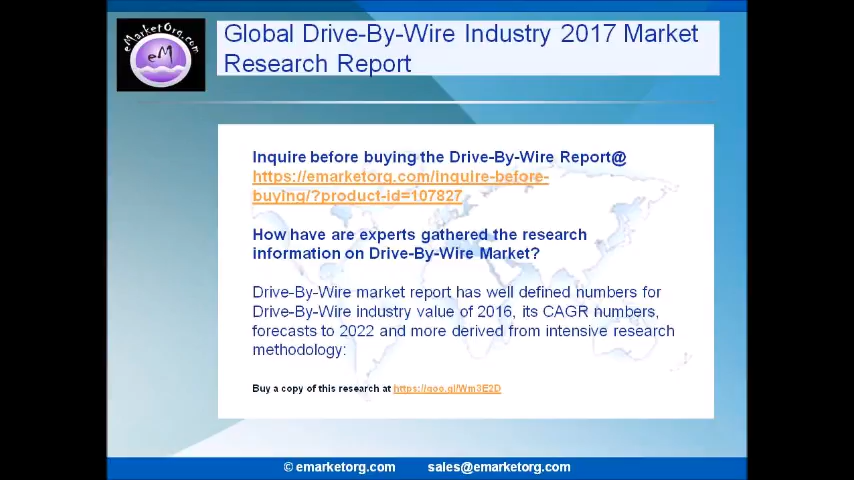 eMarketOrg.com
eM
Global Drive-By-Wire Industry 2017 Market
Research Report
Inquire before buying the Drive-By-Wire Report@
https://emarketorg.com/inquire-before-
buying/?product-id=107827
How have are experts gathered the research
information on Drive-By-Wire Market?
Drive-By-Wire market report has well defined numbers for
Drive-By-Wire industry value of 2016, its CAGR numbers,
forecasts to 2022 and more derived from intensive research
methodology:
Buy a copy of this research at https://goo.gl/Wm3E2D
© emarketorg.com sales@emarketorg.com